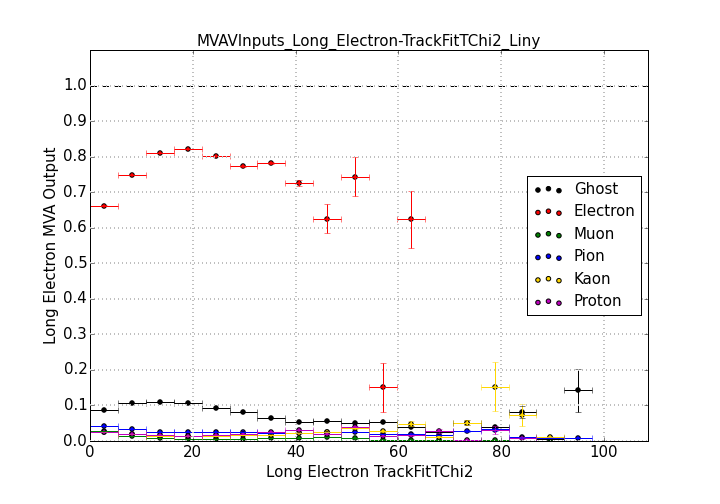 MVAVInputs_Long_Electron-TrackFitTChi2_Liny
1.0
0.9
0.8
0.7
0.6
0.5
0.4
0.3
0.2
0.1
0.0
Long Electron MVA Output
Ghost
Electron
Muon
Pion
Kaon
Proton
0 20 40 60 80 100
Long Electron TrackFitTChi2